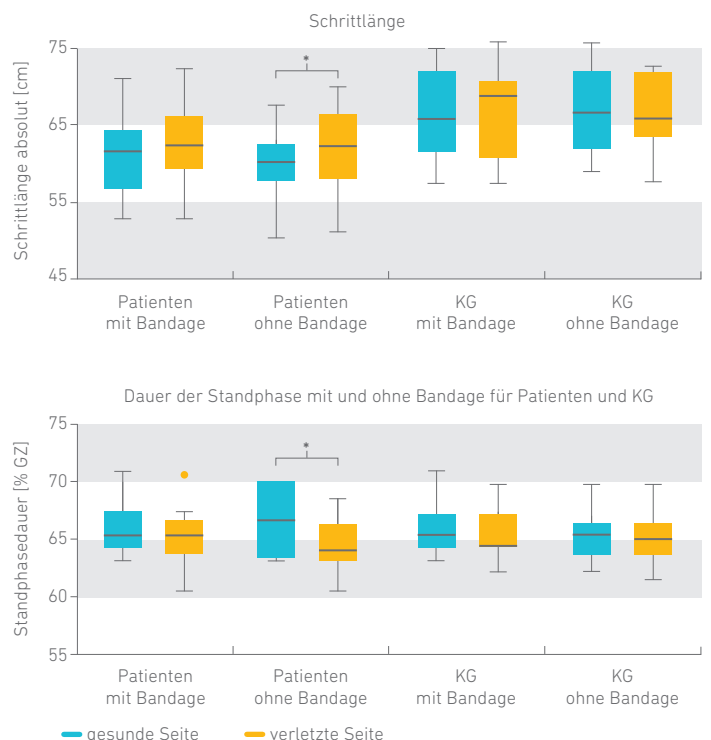 Schrittlänge
Schrittlänge absolut [cm]
75
65
55
45
*
Patienten
mit Bandage
Patienten
ohne Bandage
KG
mit Bandage
KG
ohne Bandage
Dauer der Standphase mit und ohne Bandage für Patienten und KG
Standphasedauer [% GZ]
75
70
65
60
55
*
Patienten
mit Bandage
Patienten
ohne Bandage
KG
mit Bandage
KG
ohne Bandage
gesunde Seite
verletzte Seite